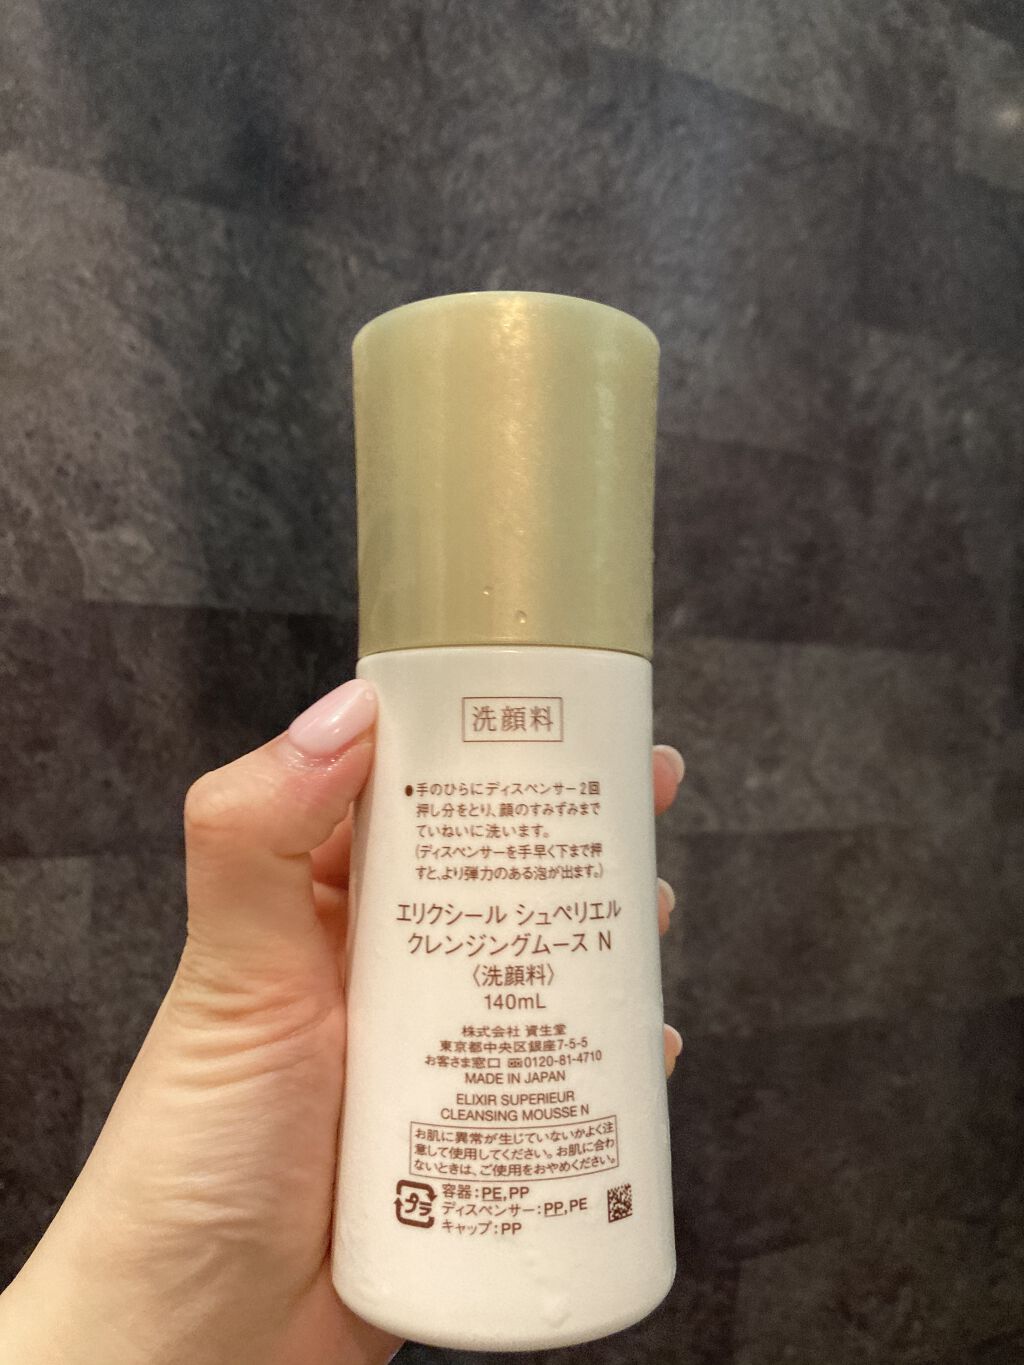 洗顔料
●手のひらにディスペンサー2回
押し分をとり、顔のすみずみまで
ていねいに洗います。
(ディスペンサーを手早く下まで押
すと、より弾力のある泡が出ます。)
エリクシール シュペリエル
クレンジングムース N
〈洗顔料〉
140mL
株式会社 資生堂
東京都中央区銀座7-5-5
お客さま窓口 0120-81-4710
MADE IN JAPAN
ELIXIR SUPERIEUR
CLEANSING MOUSSE N
お肌に異常が生じていないかよく注
意して使用してください。お肌に合わ
ないときは、ご使用をおやめください。
プラ
容器:PE,PP
ディスペンサー:PP,PE
キャップ:PP